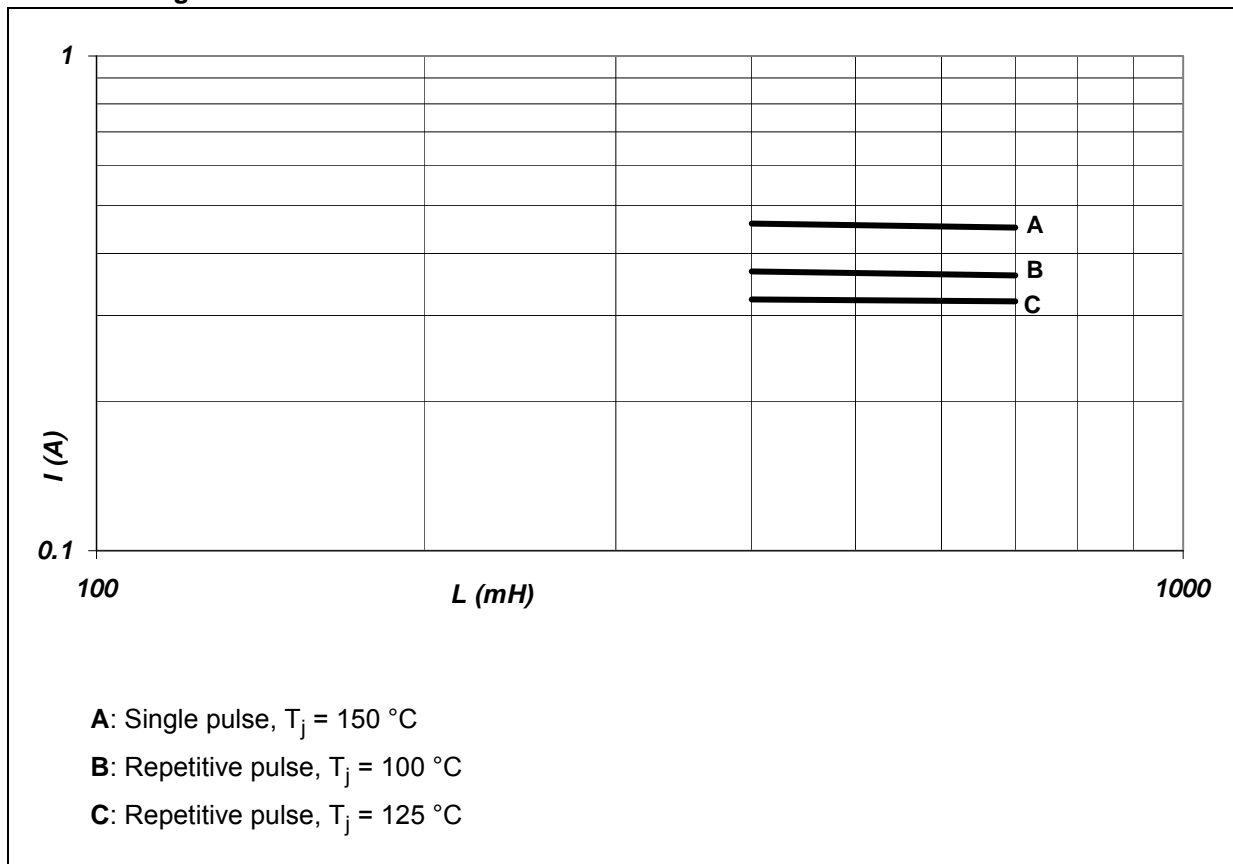 1
A
B
C
I (A)
0.1
100
L (mH)
1000
A: Single pulse, Tj = 150 °C
B: Repetitive pulse, Tj = 100 °C
C: Repetitive pulse, Tj = 125 °C